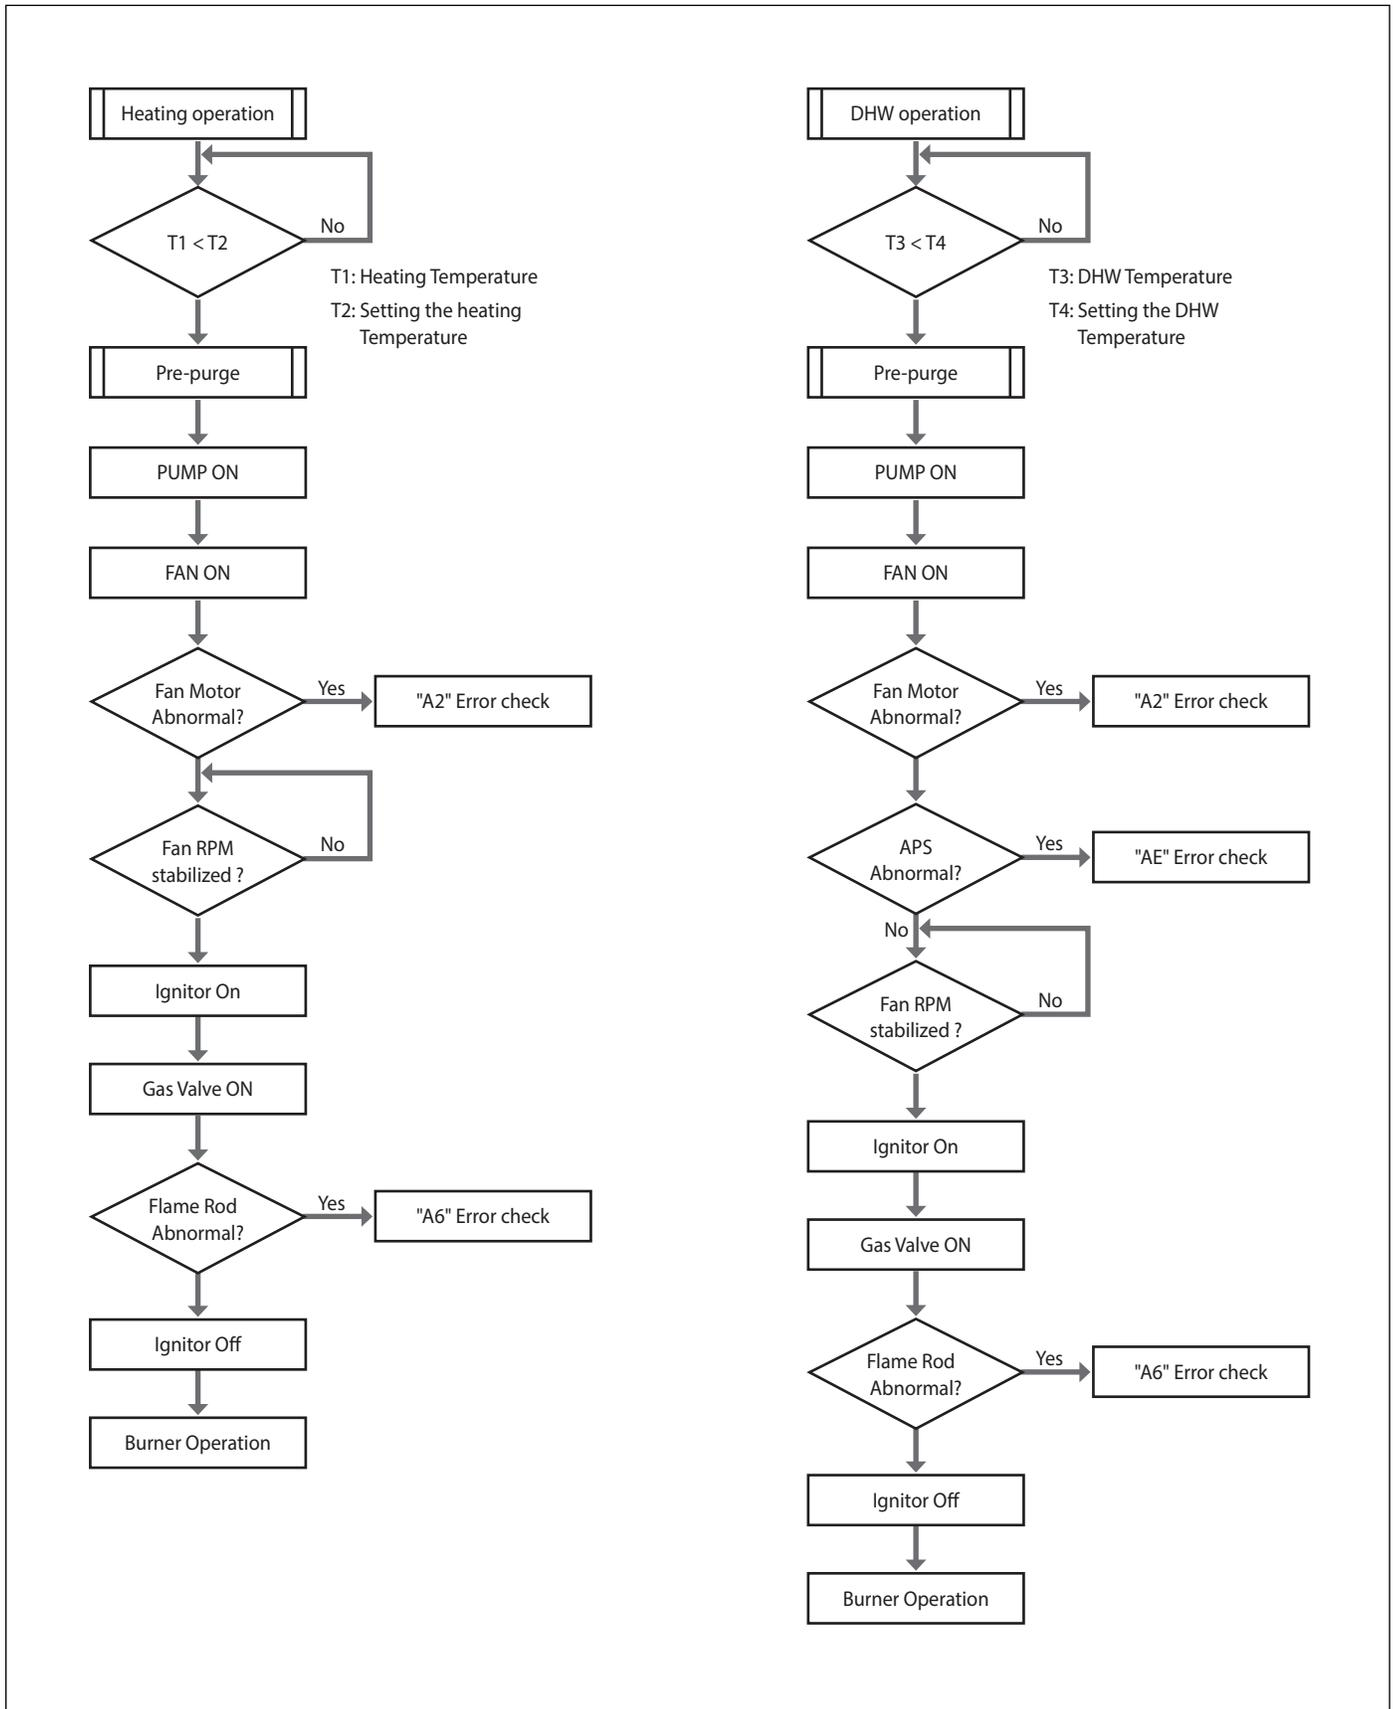 Heating operation
T1 < T2
No
T1: Heating Temperature
T2: Setting the heating
Temperature
Pre-purge
PUMP ON
FAN ON
Fan Motor
Abnormal?
Yes
"A2" Error check
Fan RPM
stabilized ?
No
Ignitor On
Gas Valve ON
Flame Rod
Abnormal?
Yes
"A6" Error check
Ignitor Off
Burner Operation
DHW operation
T3 < T4
No
T3: DHW Temperature
T4: Setting the DHW
Temperature
Pre-purge
PUMP ON
FAN ON
Fan Motor
Abnormal?
Yes
"A2" Error check
APS
Abnormal?
Yes
"AE" Error check
No
Fan RPM
stabilized ?
No
Ignitor On
Gas Valve ON
Flame Rod
Abnormal?
Yes
"A6" Error check
Ignitor Off
Burner Operation